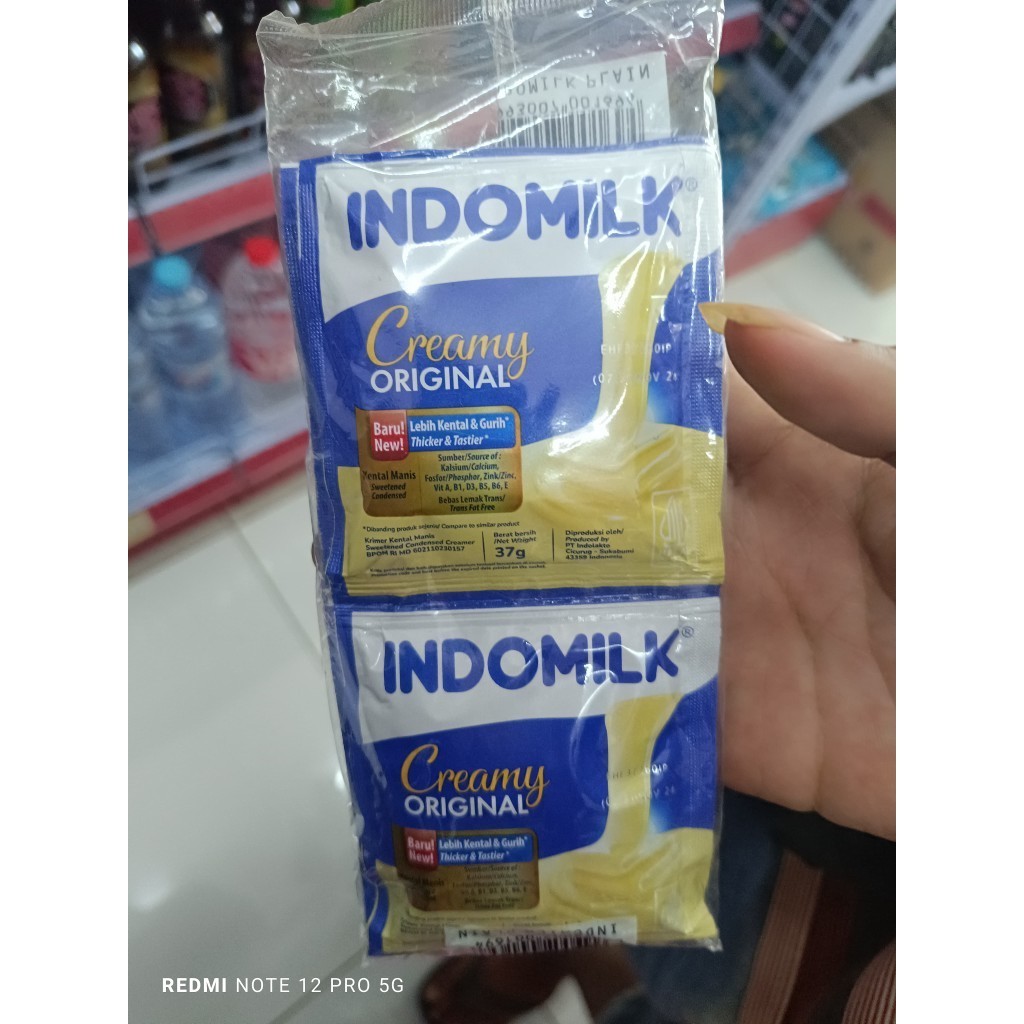 INDOMILK®
Creamy
ORIGINAL
Baru!
New!
Lebih Kental & Gurih*
Thicker & Tastier*
Kental Manis
Sweetened
Condensed
Sumber/Source of :
Kalsium/Calcium,
Fosfor/Phosphor, Zink/Zinc,
Vit A, B1, D3, B5, B6, E
Bebas Lemak Trans/
Trans Fat Free
*Dibanding produk sejenis/ Compare to similar product
Krimer Kental Manis
Sweetened Condensed Creamer
BPOM RI MD 602110230157
Berat bersih
/Net Weight
37g
Diproduksi oleh/
Produced by
PT Indolakto
Cicurug - Sukabumi
43359 Indonesia
INDOMILK®
Creamy
ORIGINAL
Baru!
New!
Lebih Kental & Gurih*
Thicker & Tastier*
REDMI NOTE 12 PRO 5G